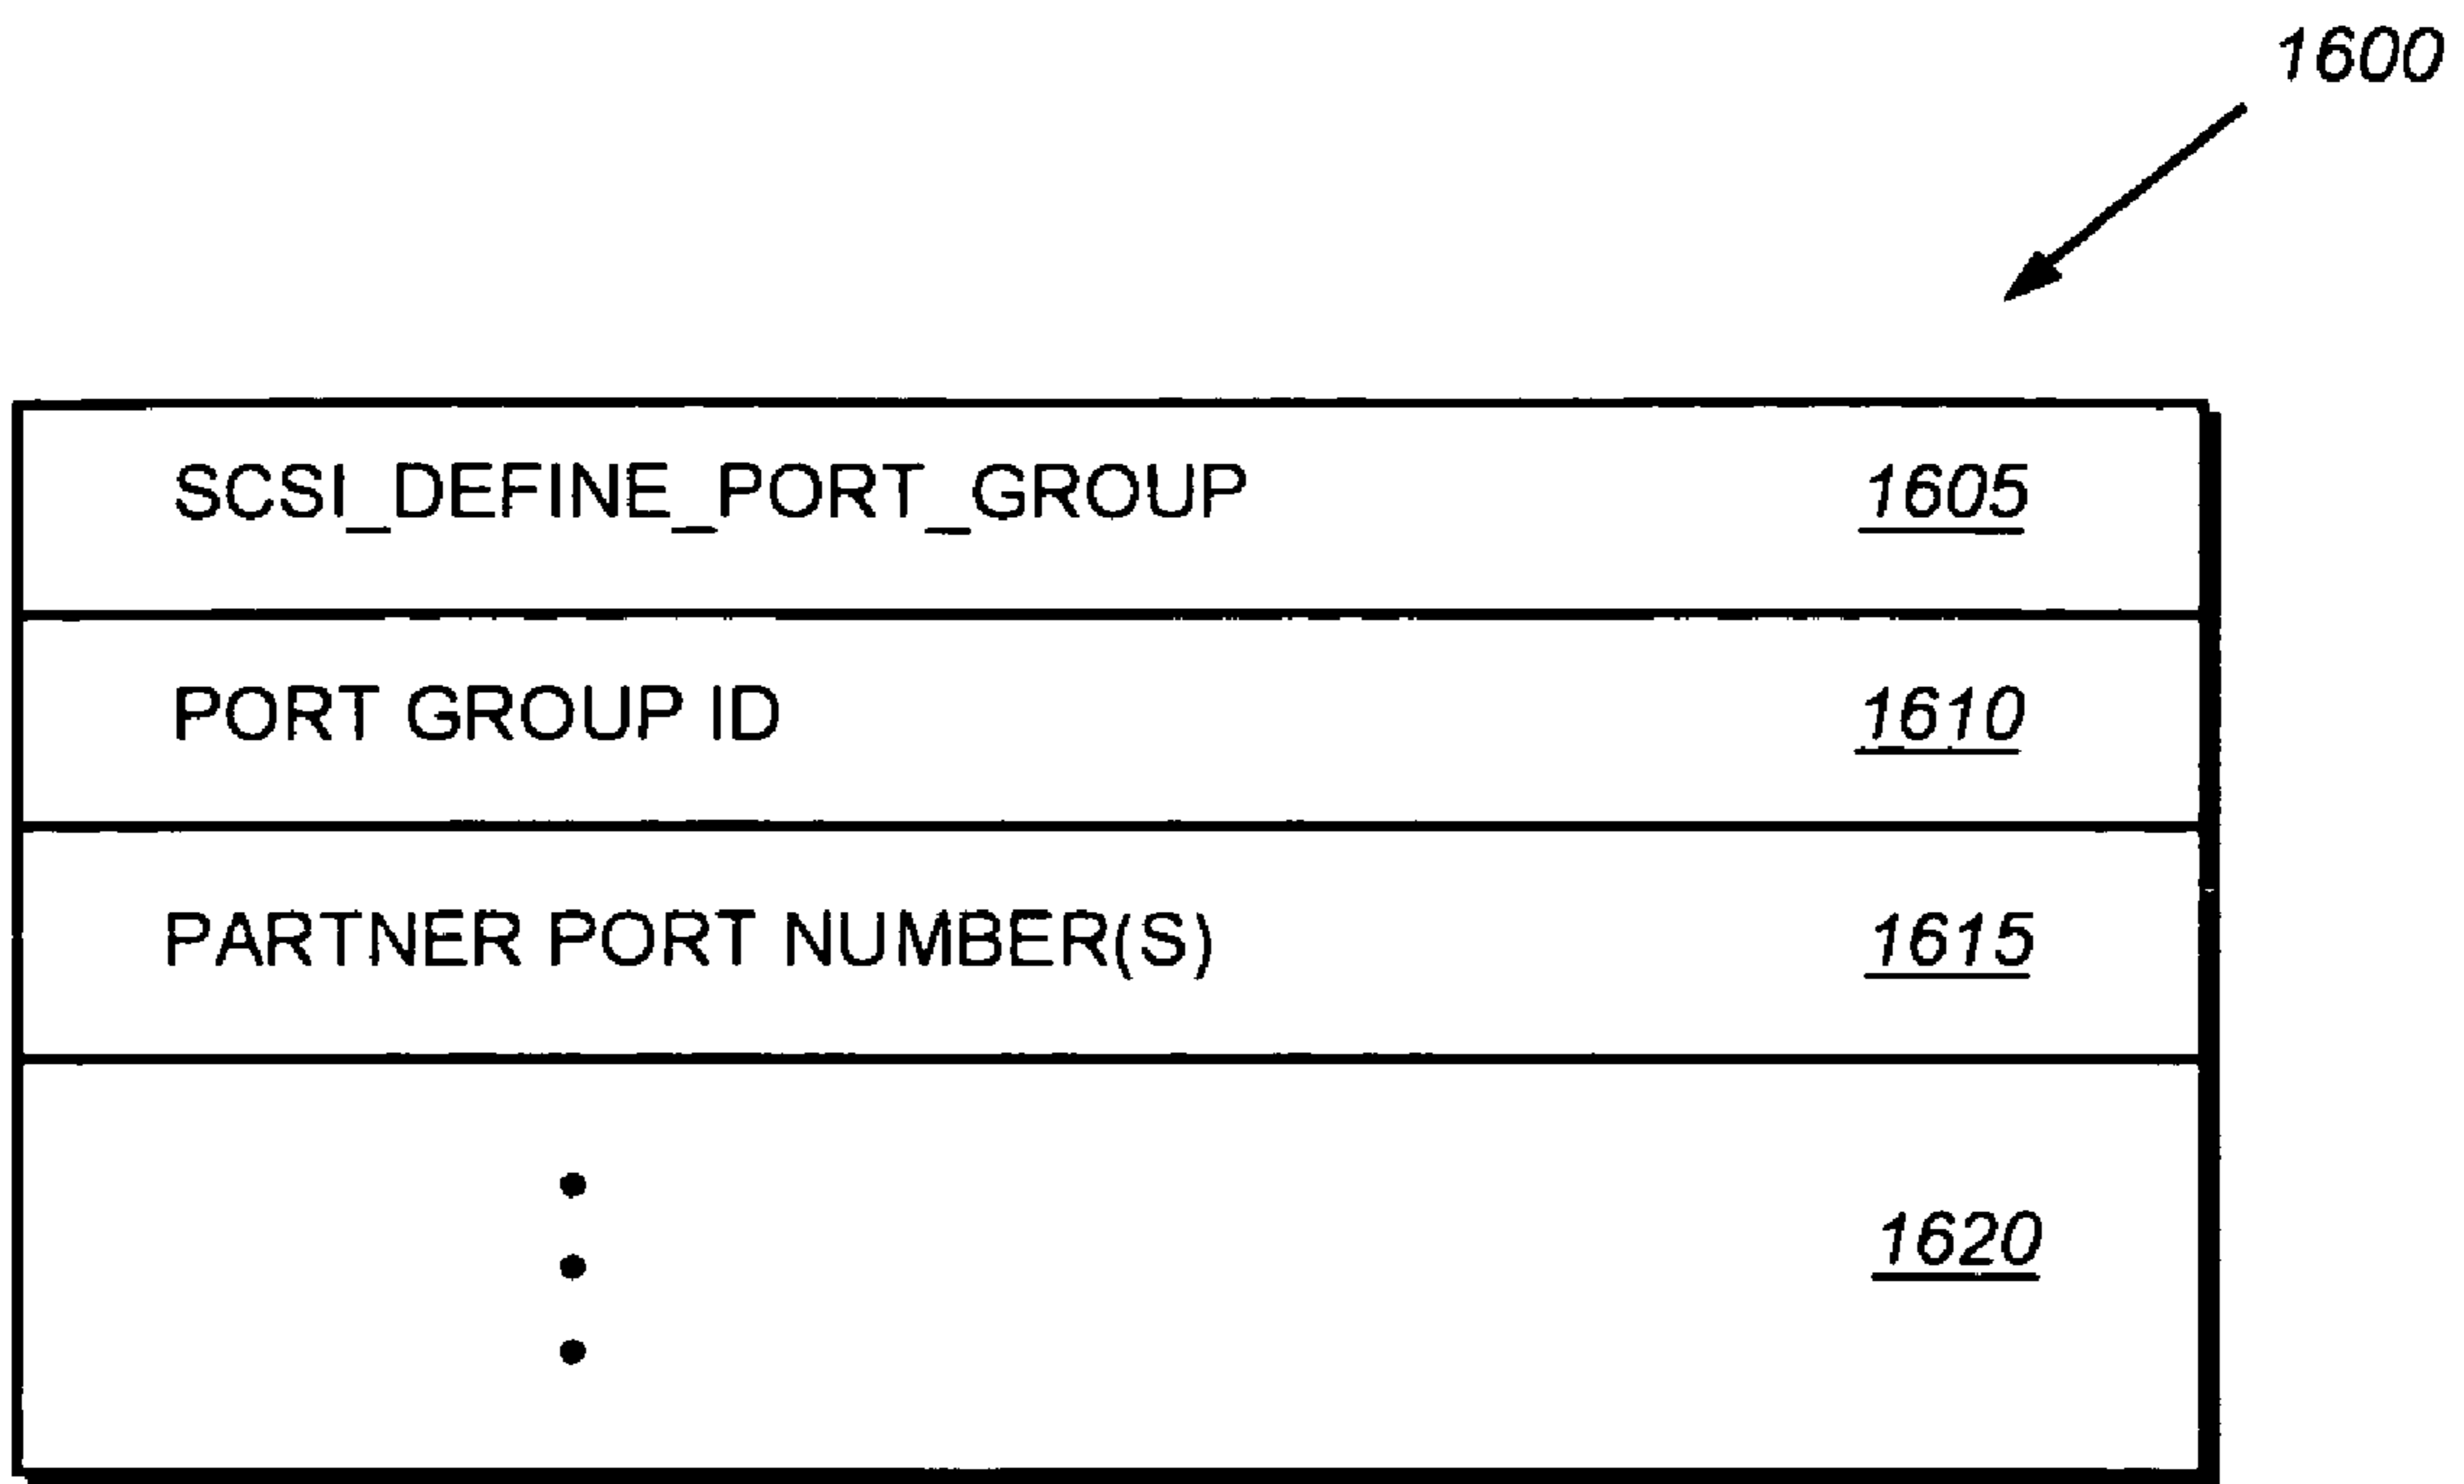 1600
SCSI_DEFINE_PORT_GROUP 1605
PORT GROUP ID 1610
PARTNER PORT NUMBER(S) 1615
1620